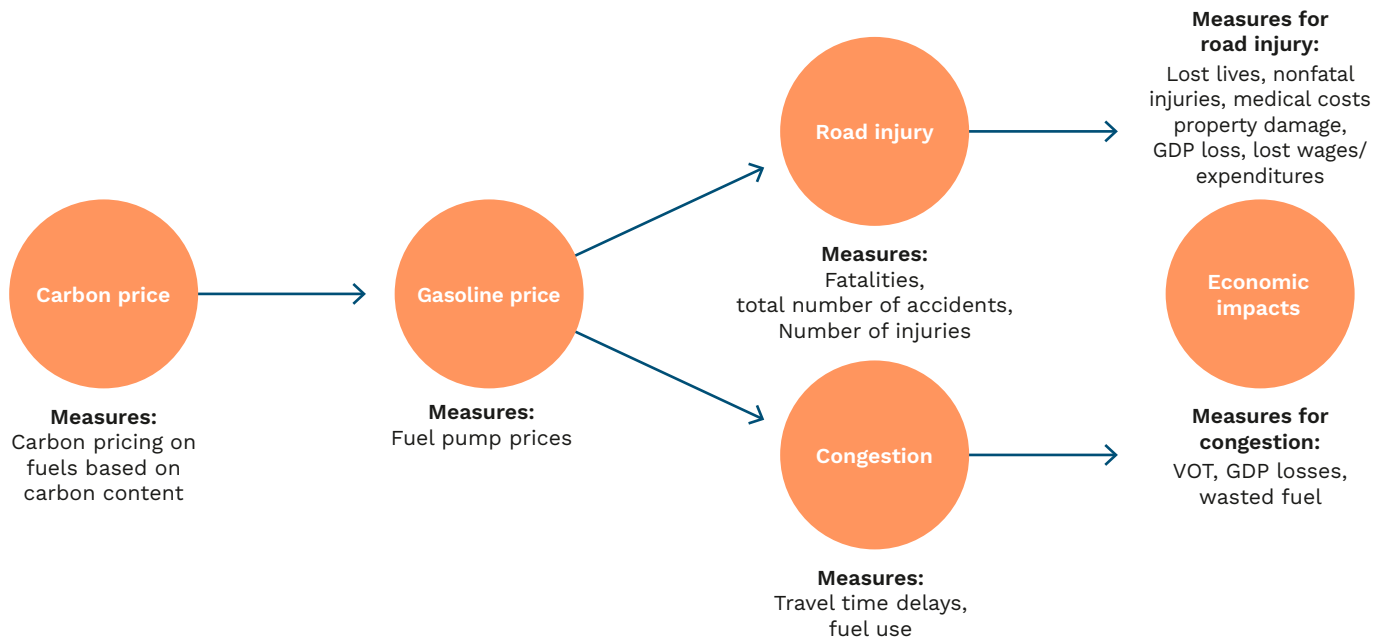 Carbon price
Measures:
Carbon pricing on
fuels based on
carbon content
Gasoline price
Measures:
Fuel pump prices
Road injury
Measures:
Fatalities,
total number of accidents,
Number of injuries
Congestion
Measures:
Travel time delays,
fuel use
Measures for
road injury:
Lost lives, nonfatal
injuries, medical costs
property damage,
GDP loss, lost wages/
expenditures
Economic
impacts
Measures for
congestion:
VOT, GDP losses,
wasted fuel